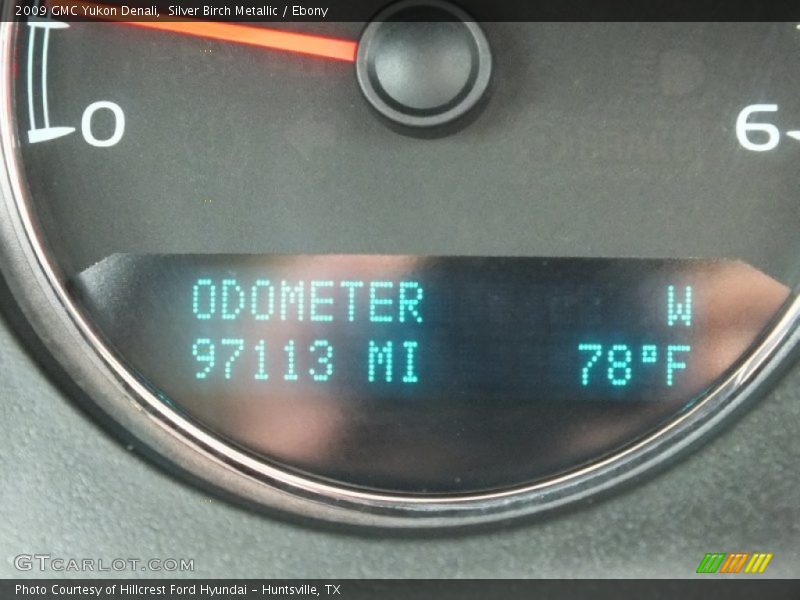 2009 GMC Yukon Denali, Silver Birch Metallic / Ebony
0
6
ODOMETER W
97113 MI 78°F
GTCARLOT.COM
Photo Courtesy of Hillcrest Ford Hyundai – Huntsville, TX